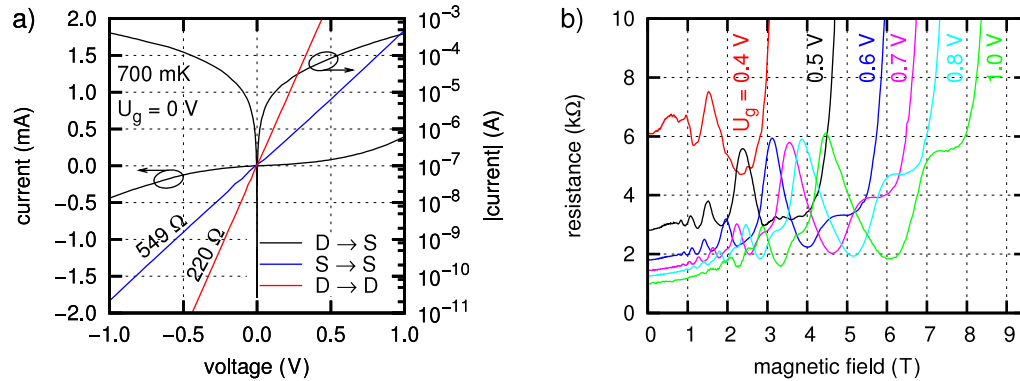 a)
2.0
1.5
1.0
0.5
0.0
−0.5
−1.0
−1.5
−2.0
current (mA)
−1.0
−0.5
0.0
0.5
1.0
voltage (V)
10⁻³
10⁻⁴
10⁻⁵
10⁻⁶
10⁻⁷
10⁻⁸
10⁻⁹
10⁻¹⁰
10⁻¹¹
|current| (A)
700 mK
U_g = 0 V
549 Ω
220 Ω
D → S
S → S
D → D
b)
10
8
6
4
2
0
resistance (kΩ)
0
1
2
3
4
5
6
7
8
9
magnetic field (T)
U_g = 0.4 V
0.5 V
0.6 V
0.7 V
0.8 V
1.0 V